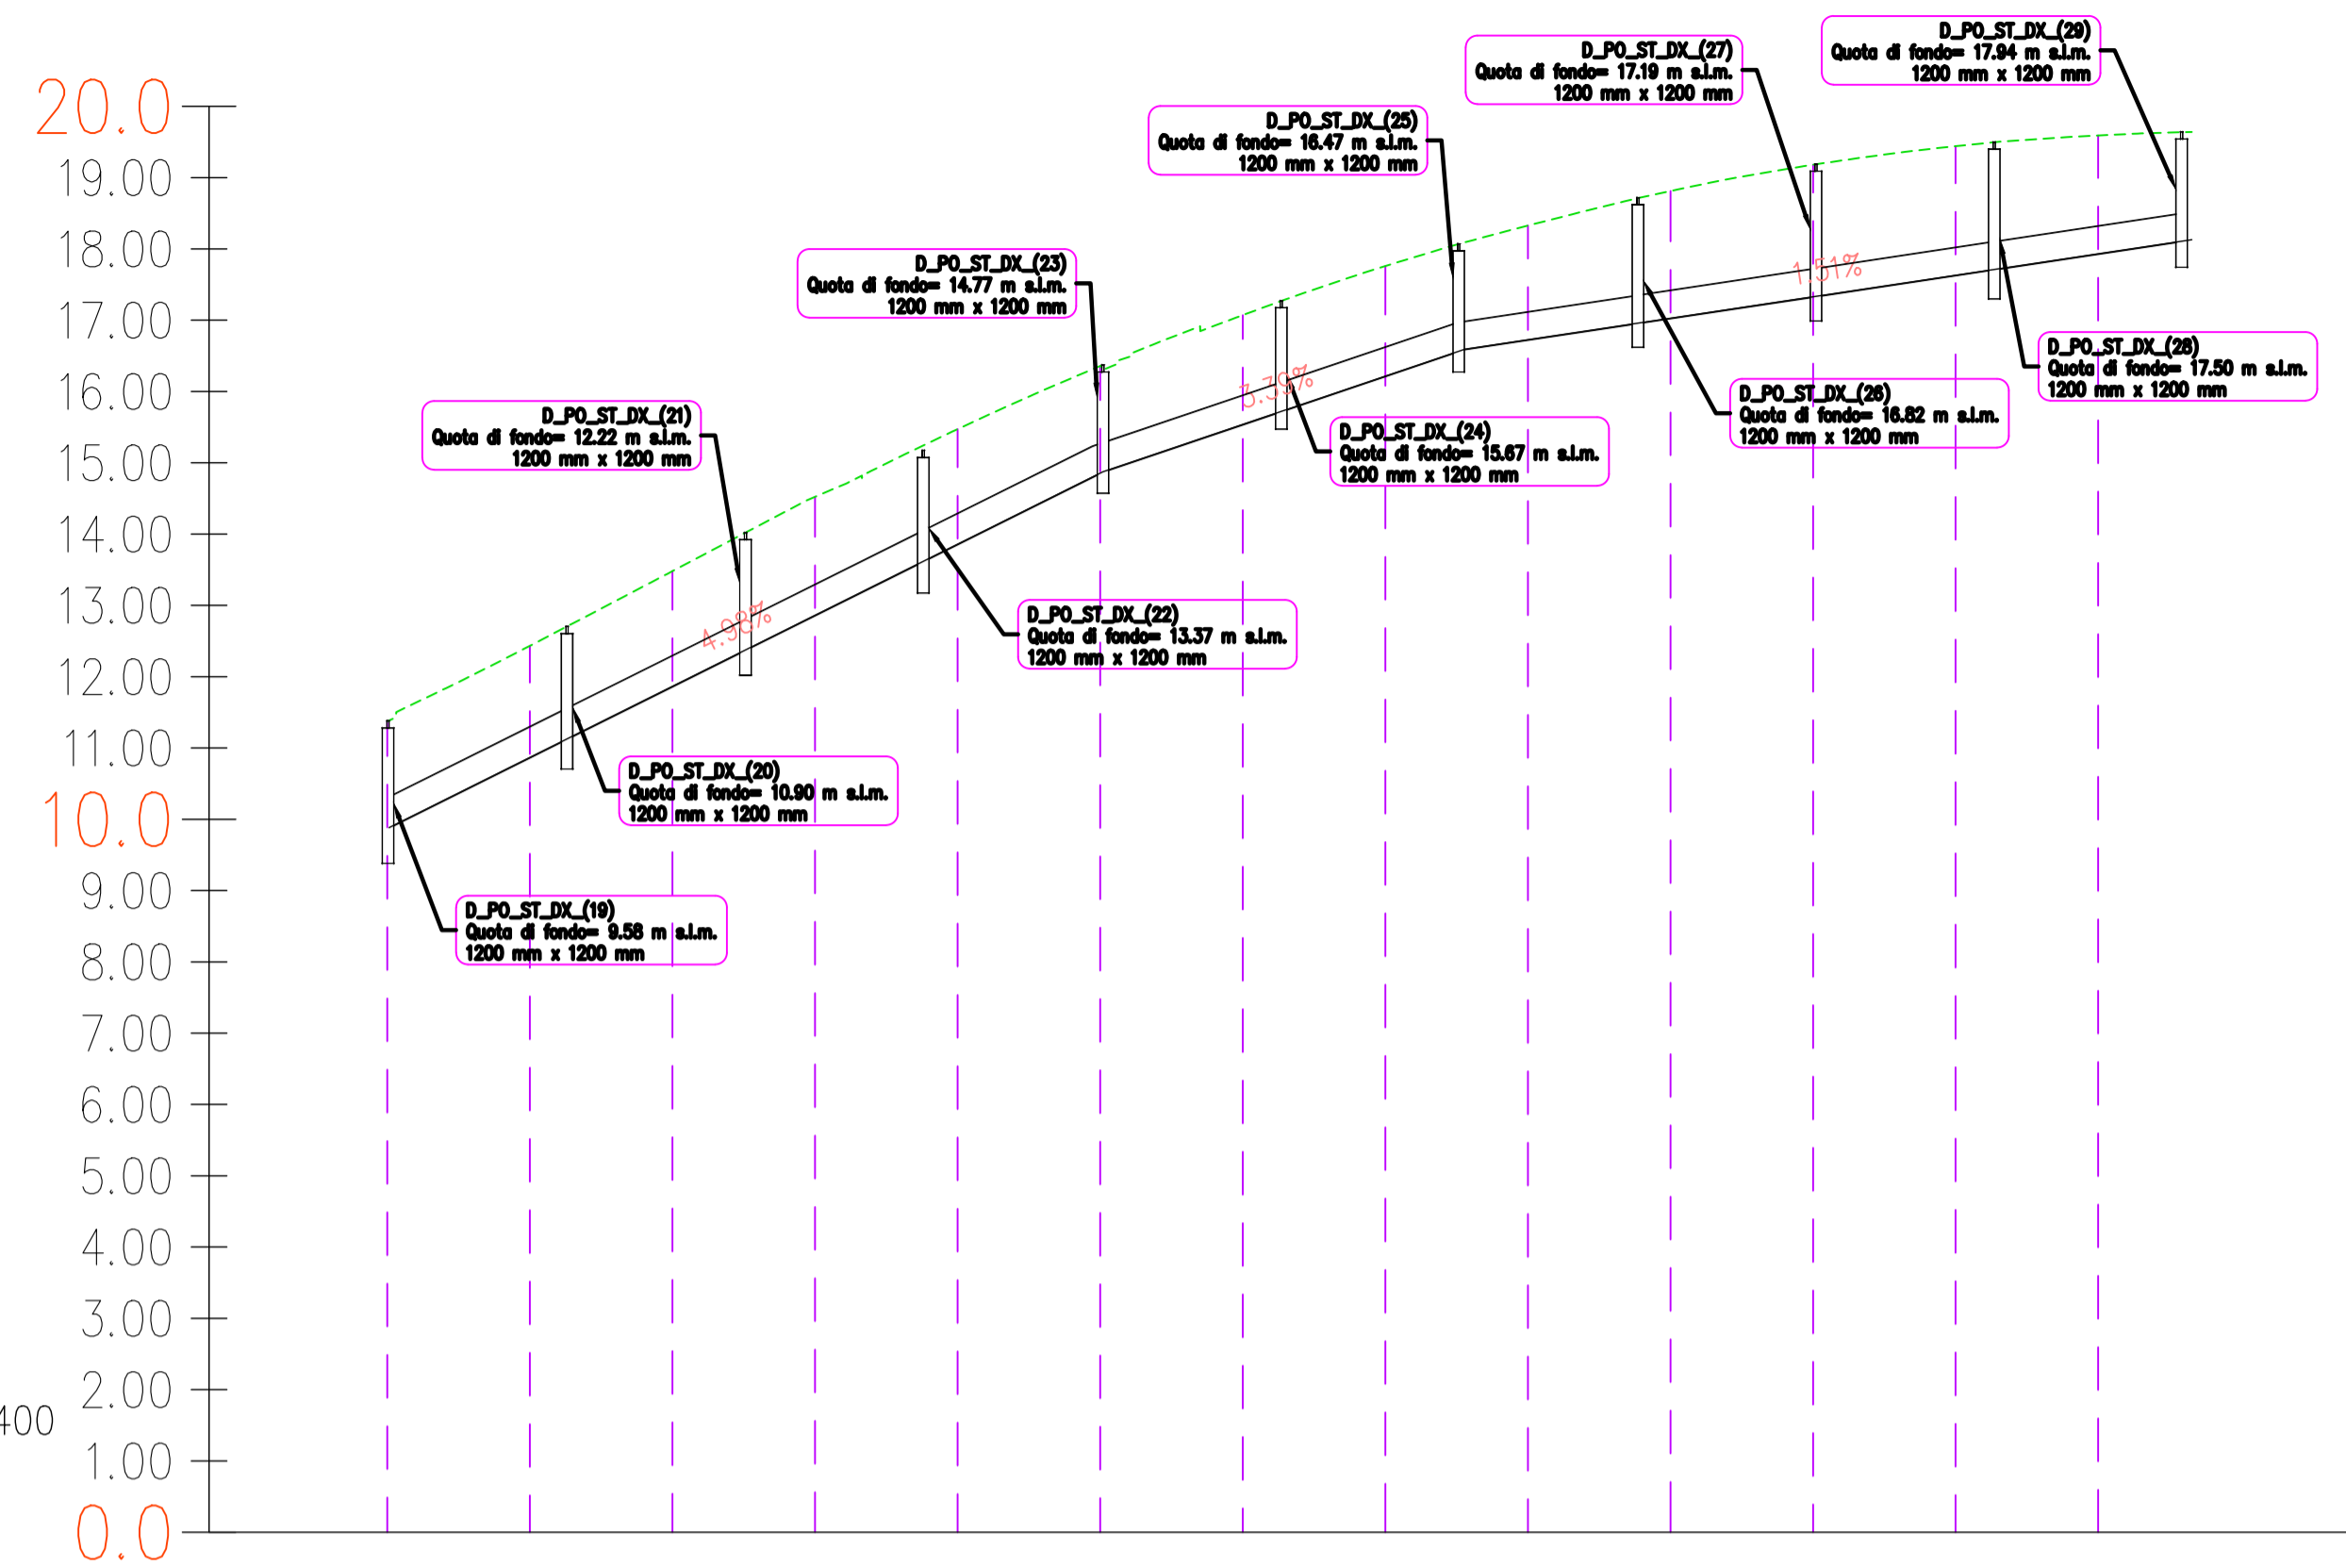 D_PO_ST_DX_(29)
Quota di fondo= 17.94 m s.l.m.
1200 mm x 1200 mm
D_PO_ST_DX_(27)
Quota di fondo= 17.19 m s.l.m.
1200 mm x 1200 mm
D_PO_ST_DX_(25)
Quota di fondo= 16.47 m s.l.m.
1200 mm x 1200 mm
D_PO_ST_DX_(23)
Quota di fondo= 14.77 m s.l.m.
1200 mm x 1200 mm
D_PO_ST_DX_(21)
Quota di fondo= 12.22 m s.l.m.
1200 mm x 1200 mm
D_PO_ST_DX_(28)
Quota di fondo= 17.50 m s.l.m.
1200 mm x 1200 mm
D_PO_ST_DX_(26)
Quota di fondo= 16.82 m s.l.m.
1200 mm x 1200 mm
D_PO_ST_DX_(24)
Quota di fondo= 15.67 m s.l.m.
1200 mm x 1200 mm
D_PO_ST_DX_(22)
Quota di fondo= 13.37 m s.l.m.
1200 mm x 1200 mm
D_PO_ST_DX_(20)
Quota di fondo= 10.90 m s.l.m.
1200 mm x 1200 mm
D_PO_ST_DX_(19)
Quota di fondo= 9.58 m s.l.m.
1200 mm x 1200 mm
1.51%
3.39%
4.98%
20.0
19.00
18.00
17.00
16.00
15.00
14.00
13.00
12.00
11.00
10.0
9.00
8.00
7.00
6.00
5.00
4.00
3.00
2.00
400
1.00
0.0